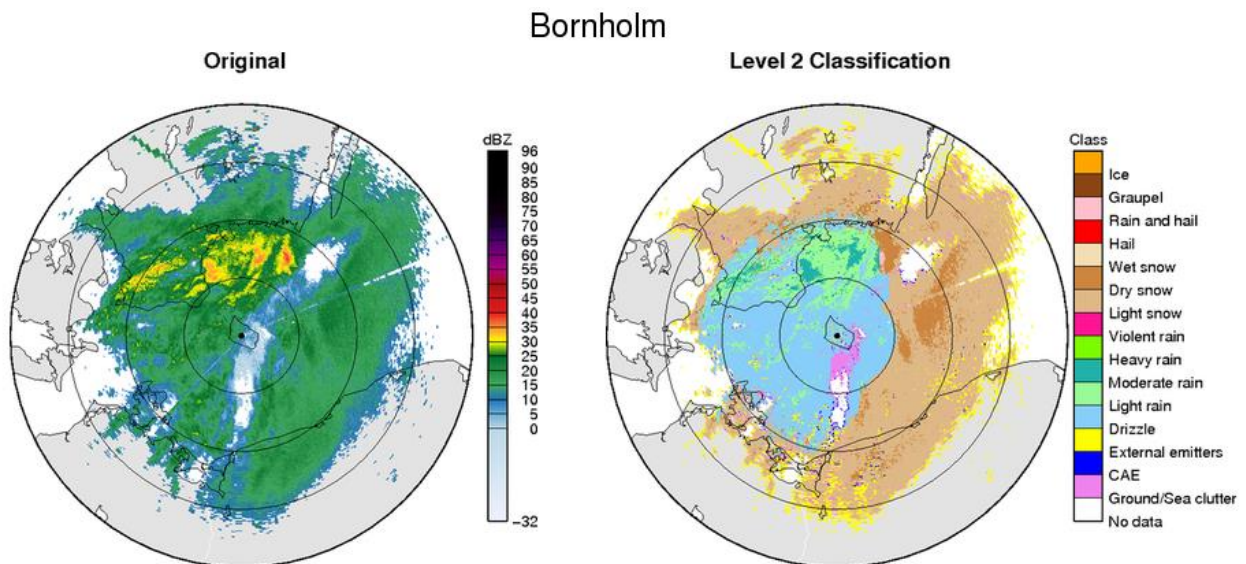 Bornholm
Original
Level 2 Classification
dBZ
96
90
85
80
75
70
65
60
55
50
45
40
35
30
25
20
15
10
5
0
-32
Class
Ice
Graupel
Rain and hail
Hail
Wet snow
Dry snow
Light snow
Violent rain
Heavy rain
Moderate rain
Light rain
Drizzle
External emitters
CAE
Ground/Sea clutter
No data